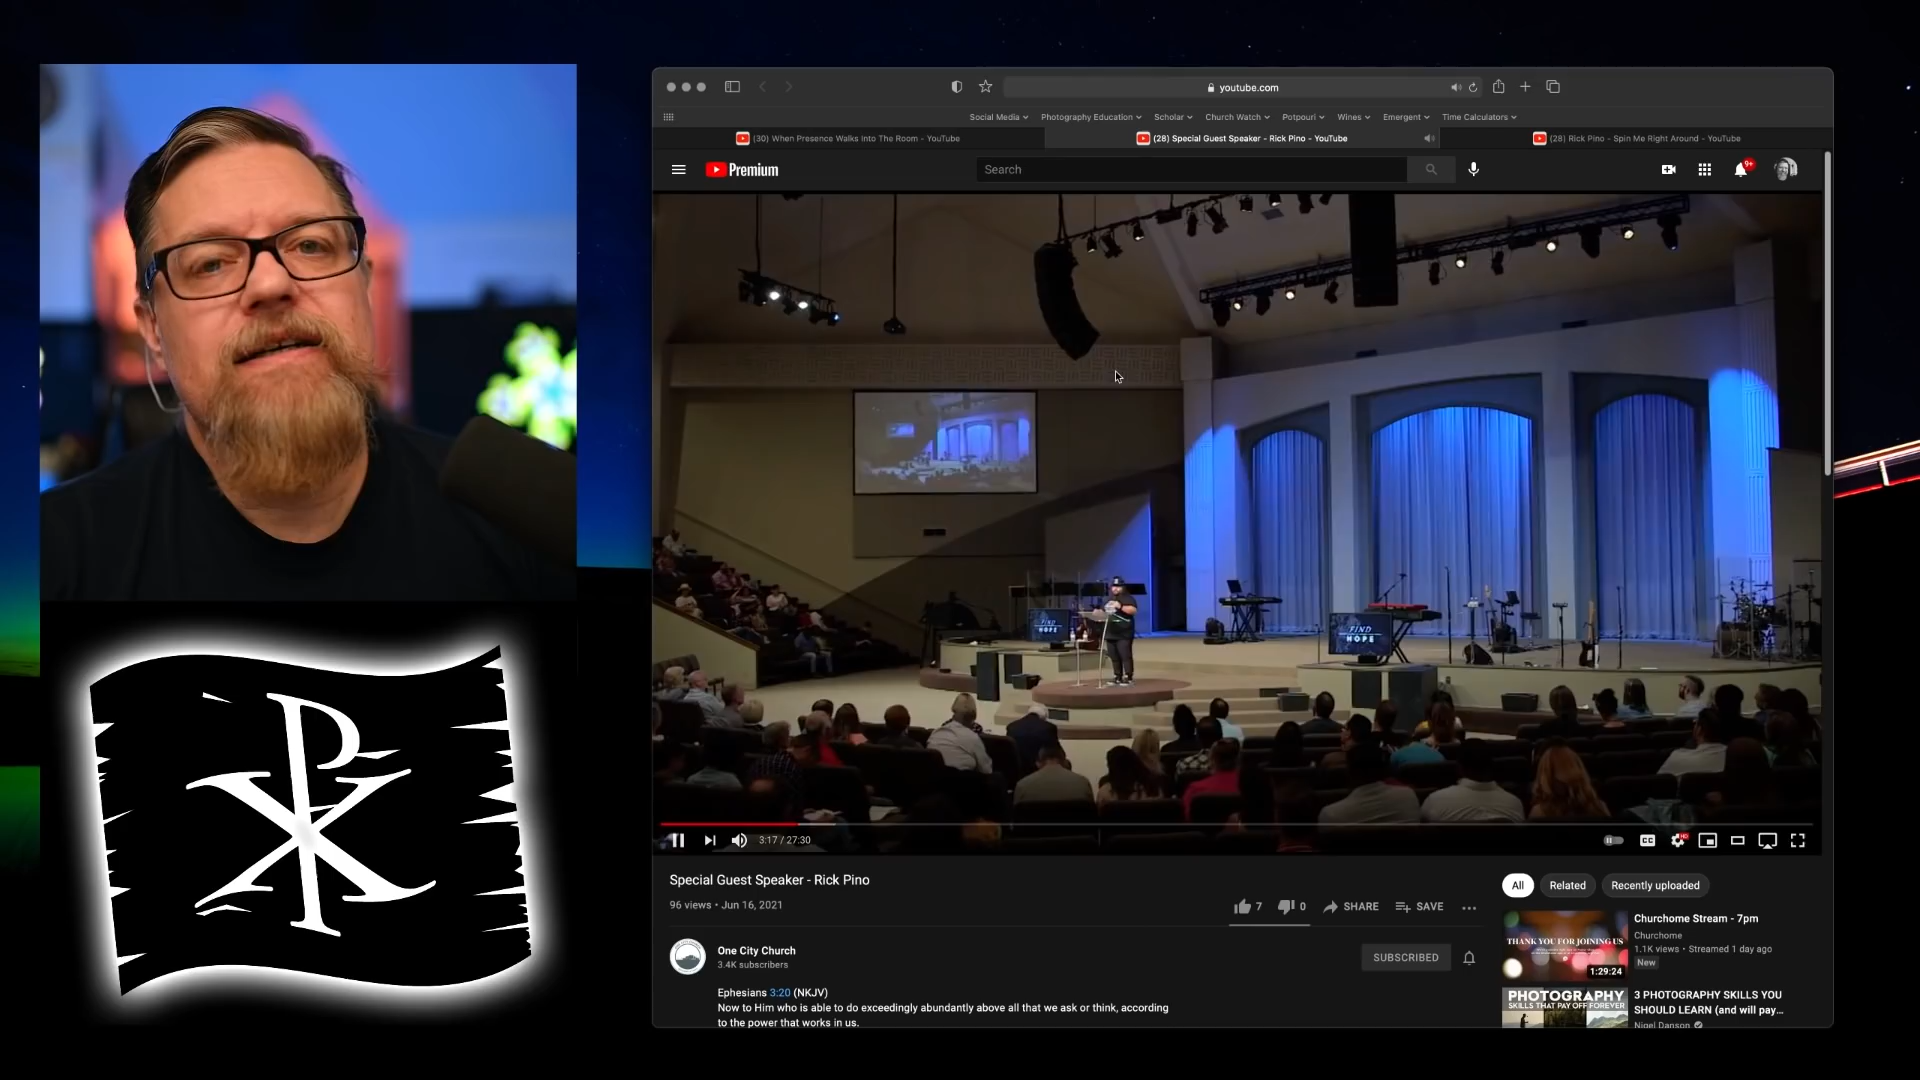 youtube.com
Social Media Photography Education Scholar Church Watch Potpouri Wines Emergent Time Calculators
(30) When Presence Walks Into The Room - YouTube
(28) Special Guest Speaker - Rick Pino - YouTube
(28) Rick Pino - Spin Me Right Around - YouTube
Premium
Search
9+
FIND HOPE
FIND HOPE
3:17 / 27:30
CC
HD
Special Guest Speaker - Rick Pino
96 views • Jun 16, 2021
7 0 SHARE SAVE
One City Church
3.4K subscribers
SUBSCRIBED
Ephesians 3:20 (NKJV)
Now to Him who is able to do exceedingly abundantly above all that we ask or think, according
to the power that works in us.
All Related Recently uploaded
THANK YOU FOR JOINING US
1:29:24
Churchome Stream - 7pm
Churchome
1.1K views • Streamed 1 day ago
New
PHOTOGRAPHY
SKILLS THAT PAY OFF FOREVER
3 PHOTOGRAPHY SKILLS YOU
SHOULD LEARN (and will pay...
Nigel Danson